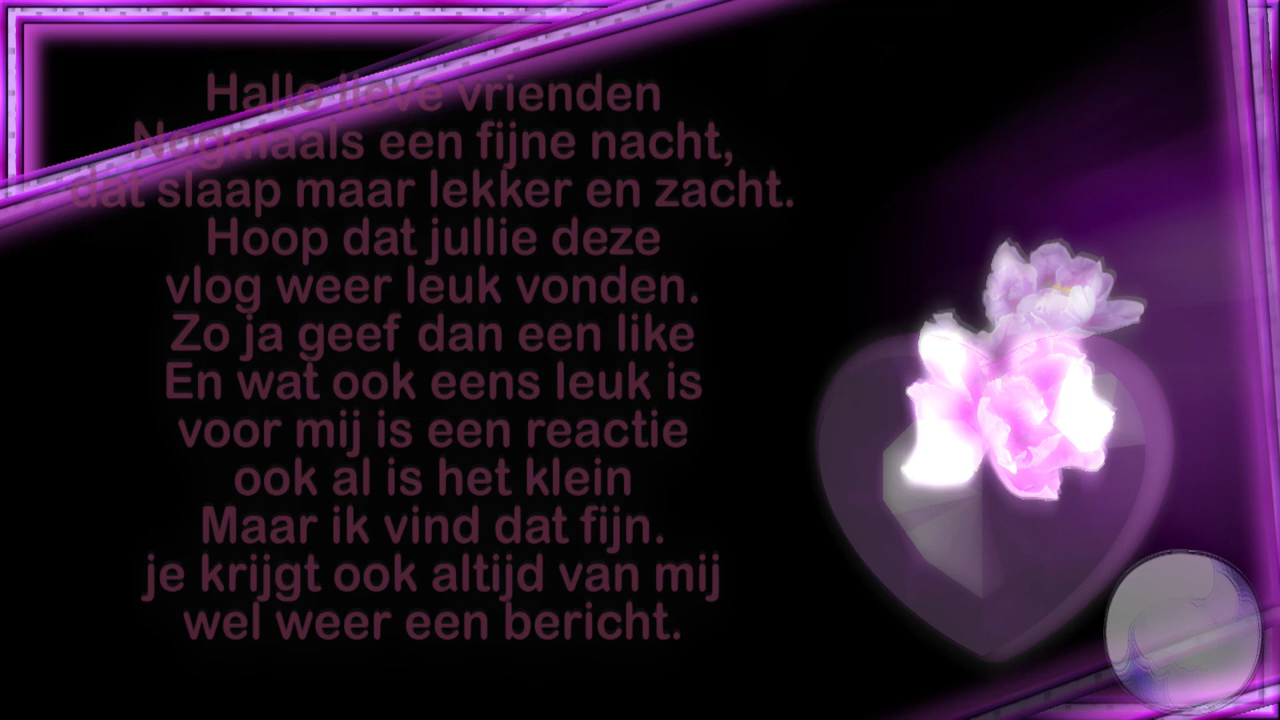 Hallo lieve vrienden
Nogmaals een fijne nacht,
dat slaap maar lekker en zacht.
Hoop dat jullie deze
vlog weer leuk vonden.
Zo ja geef dan een like
En wat ook eens leuk is
voor mij is een reactie
ook al is het klein
Maar ik vind dat fijn.
je krijgt ook altijd van mij
wel weer een bericht.